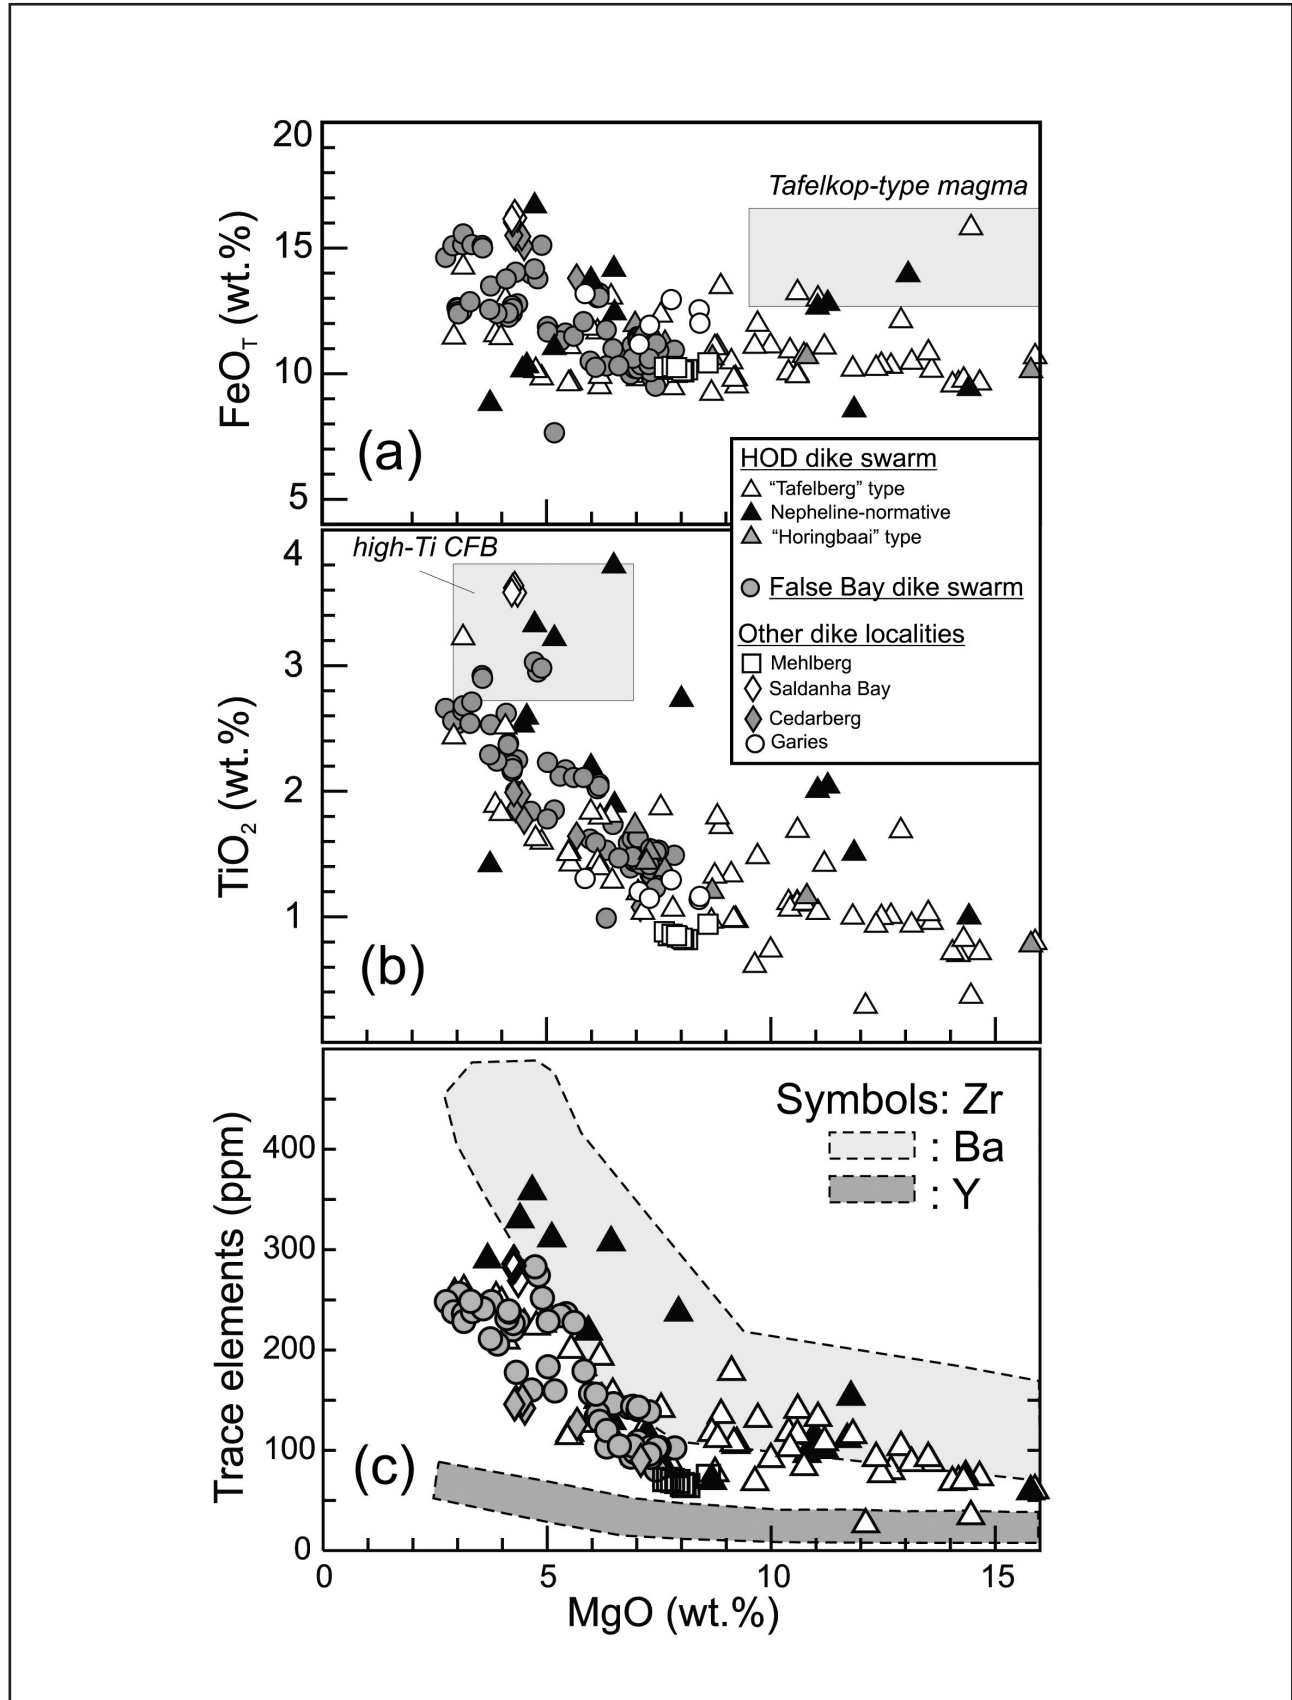 20
Tafelkop-type magma
15
FeOT (wt.%)
10
(a)
5
HOD dike swarm
“Tafelberg” type
Nepheline-normative
“Horingbaai” type
False Bay dike swarm
Other dike localities
Mehlberg
Saldanha Bay
Cedarberg
Garies
high-Ti CFB
4
3
TiO2 (wt.%)
2
1
(b)
Symbols: Zr
: Ba
: Y
Trace elements (ppm)
400
300
200
100
(c)
0
0 5 10 15
MgO (wt.%)